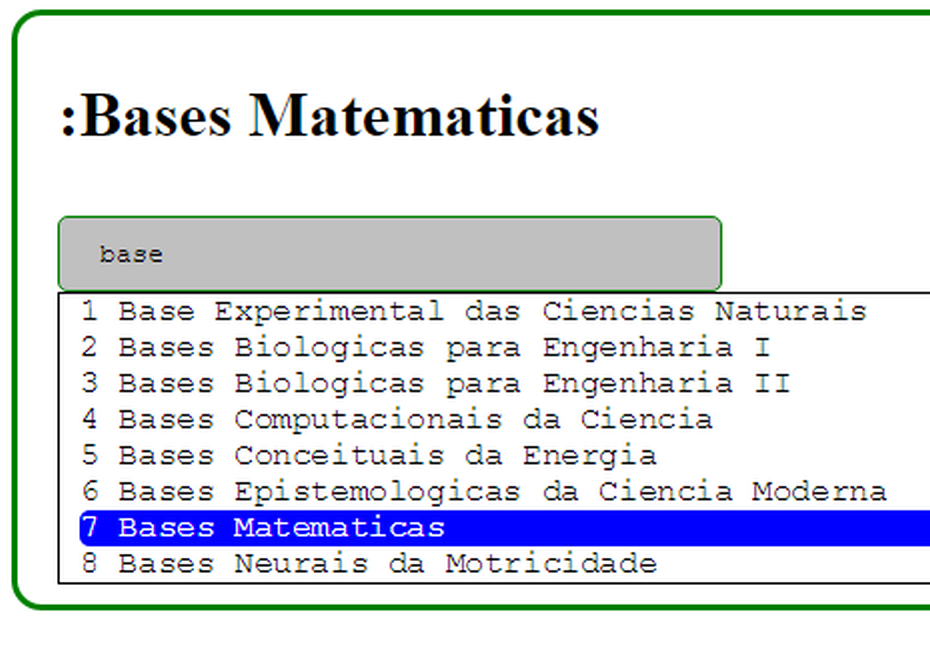 :Bases Matematicas
base
1 Base Experimental das Ciencias Naturais
2 Bases Biologicas para Engenharia I
3 Bases Biologicas para Engenharia II
4 Bases Computacionais da Ciencia
5 Bases Conceituais da Energia
6 Bases Epistemologicas da Ciencia Moderna
7 Bases Matematicas
8 Bases Neurais da Motricidade